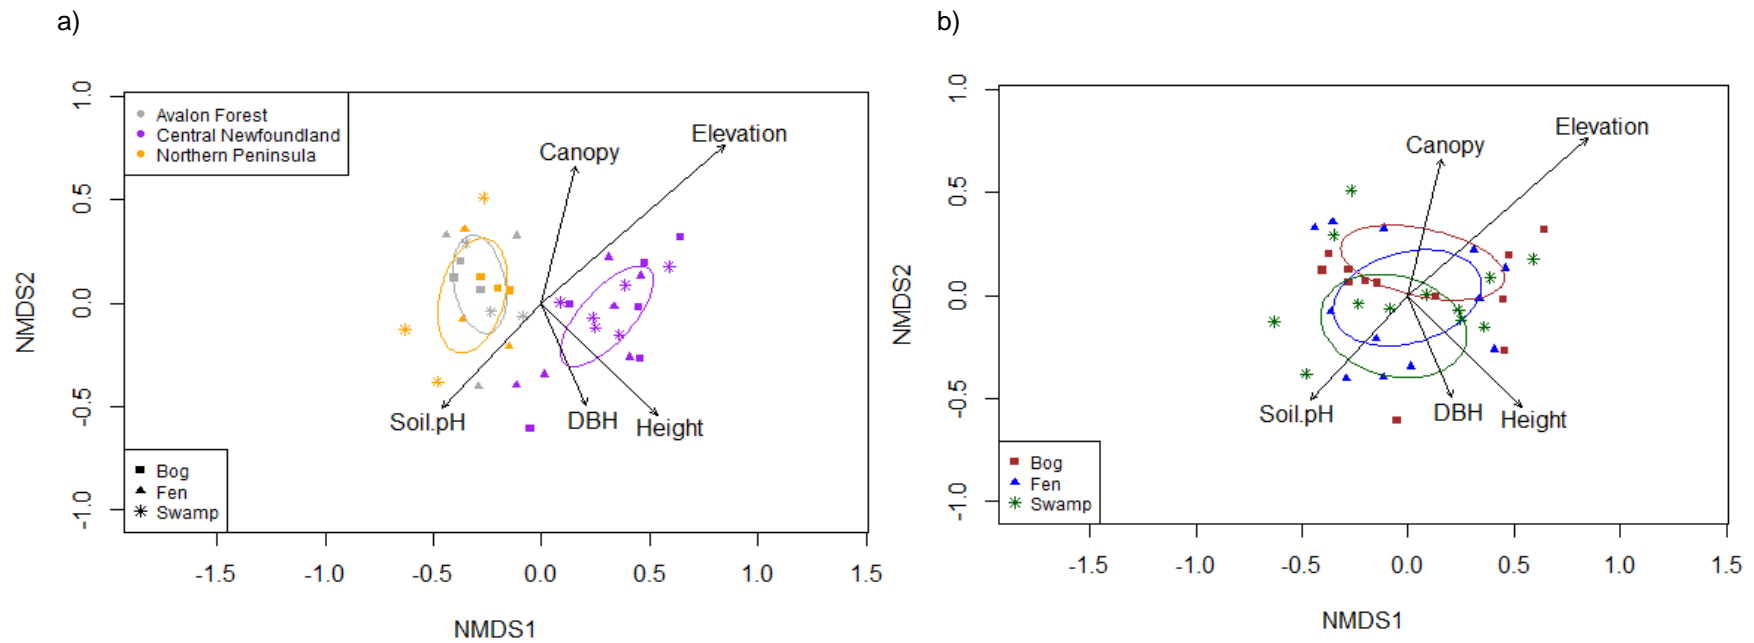 a)
1.0
0.5
0.0
-0.5
-1.0
NMDS2
Avalon Forest
Central Newfoundland
Northern Peninsula
Canopy
Elevation
Soil.pH
DBH
Height
Bog
Fen
Swamp
-1.5 -1.0 -0.5 0.0 0.5 1.0 1.5
NMDS1
b)
1.0
0.5
0.0
-0.5
-1.0
NMDS2
Canopy
Elevation
Soil.pH
DBH
Height
Bog
Fen
Swamp
-1.5 -1.0 -0.5 0.0 0.5 1.0 1.5
NMDS1